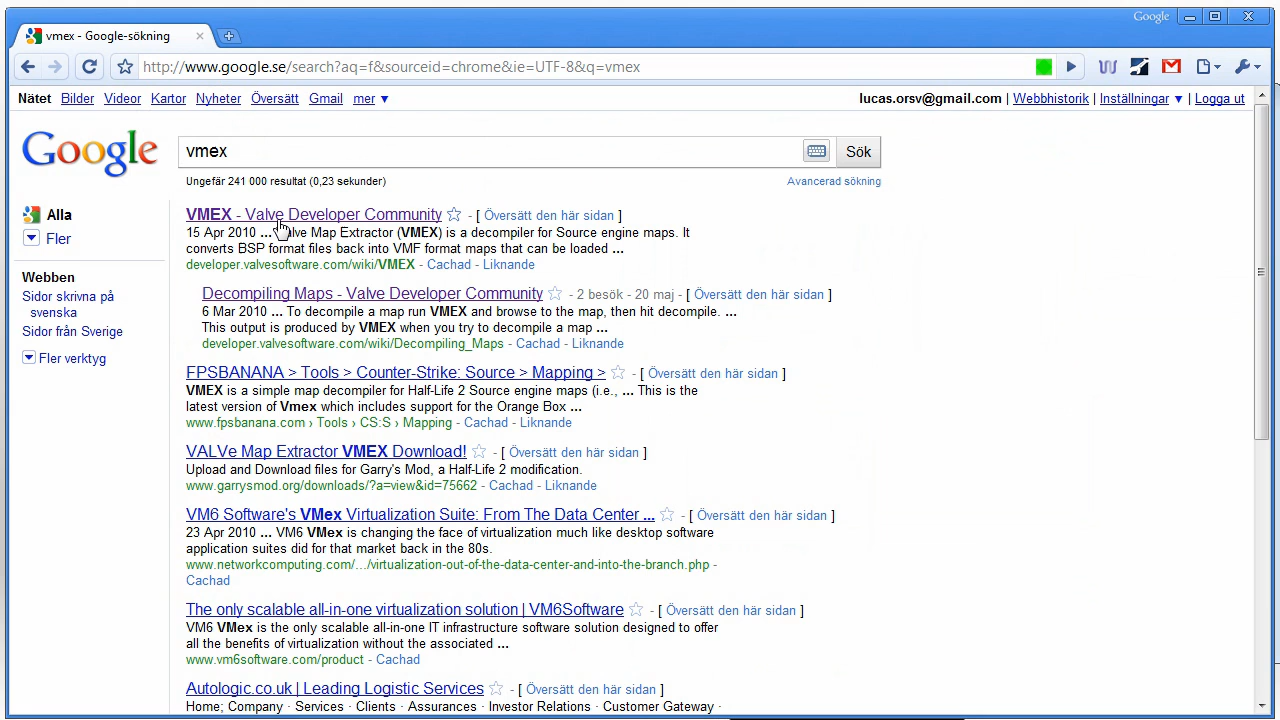 Google
vmex - Google-sökning
http://www.google.se/search?aq=f&sourceid=chrome&ie=UTF-8&q=vmex
Nätet Bilder Videor Kartor Nyheter Översätt Gmail mer ▼
lucas.orsv@gmail.com | Webbhistorik | Inställningar ▼ | Logga ut
Google
vmex
Sök
Ungefär 241 000 resultat (0,23 sekunder)
Avancerad sökning
Alla
Fler
Webben
Sidor skrivna på
svenska
Sidor från Sverige
Fler verktyg
VMEX - Valve Developer Community - [ Översätt den här sidan ]
15 Apr 2010 ... Valve Map Extractor (VMEX) is a decompiler for Source engine maps. It
converts BSP format files back into VMF format maps that can be loaded ...
developer.valvesoftware.com/wiki/VMEX - Cachad - Liknande
Decompiling Maps - Valve Developer Community - 2 besök - 20 maj - [ Översätt den här sidan ]
6 Mar 2010 ... To decompile a map run VMEX and browse to the map, then hit decompile. ...
This output is produced by VMEX when you try to decompile a map ...
developer.valvesoftware.com/wiki/Decompiling_Maps - Cachad - Liknande
FPSBANANA > Tools > Counter-Strike: Source > Mapping > - [ Översätt den här sidan ]
VMEX is a simple map decompiler for Half-Life 2 Source engine maps (i.e., ... This is the
latest version of Vmex which includes support for the Orange Box ...
www.fpsbanana.com › Tools › CS:S › Mapping - Cachad - Liknande
VALVe Map Extractor VMEX Download! - [ Översätt den här sidan ]
Upload and Download files for Garry's Mod, a Half-Life 2 modification.
www.garrysmod.org/downloads/?a=view&id=75662 - Cachad - Liknande
VM6 Software's VMex Virtualization Suite: From The Data Center ... - [ Översätt den här sidan ]
23 Apr 2010 ... VM6 VMex is changing the face of virtualization much like desktop software
application suites did for that market back in the 80s.
www.networkcomputing.com/.../virtualization-out-of-the-data-center-and-into-the-branch.php -
Cachad
The only scalable all-in-one virtualization solution | VM6Software - [ Översätt den här sidan ]
VM6 VMex is the only scalable all-in-one IT infrastructure software solution designed to offer
all the benefits of virtualization without the associated ...
www.vm6software.com/product - Cachad
Autologic.co.uk | Leading Logistic Services - [ Översätt den här sidan ]
Home; Company · Services · Clients · Assurances · Investor Relations · Customer Gateway ·